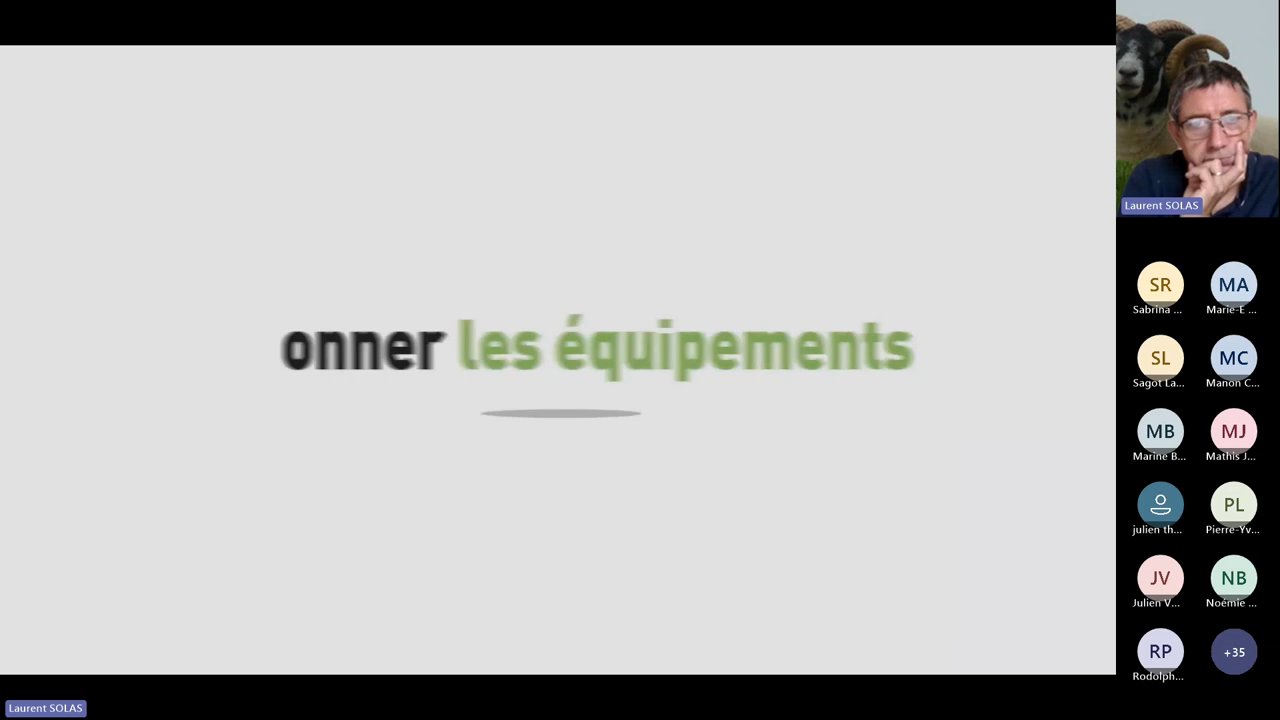 onner les équipements
Laurent SOLAS
SR
MA
Sabrina ...
Marie-E ...
SL
MC
Sagot La...
Manon C...
MB
MJ
Marine B...
Mathis J...
PL
julien th...
Pierre-Yv...
JV
NB
Julien V...
Noémie ...
RP
+35
Rodolph...
Laurent SOLAS